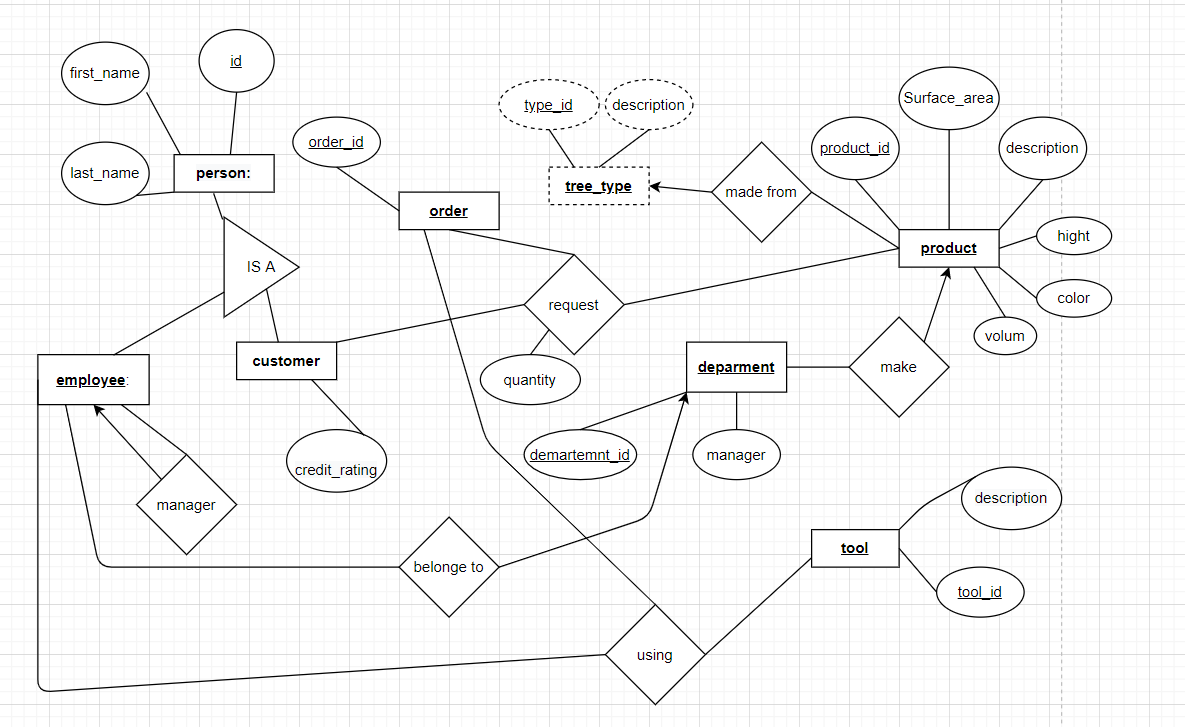 first_name
id
last_name
person:
order_id
order
type_id
description
tree_type
made from
Surface_area
product_id
description
product
hight
color
volum
IS A
request
quantity
customer
employee:
credit_rating
manager
deparment
make
demartemnt_id
manager
belonge to
description
tool
tool_id
using